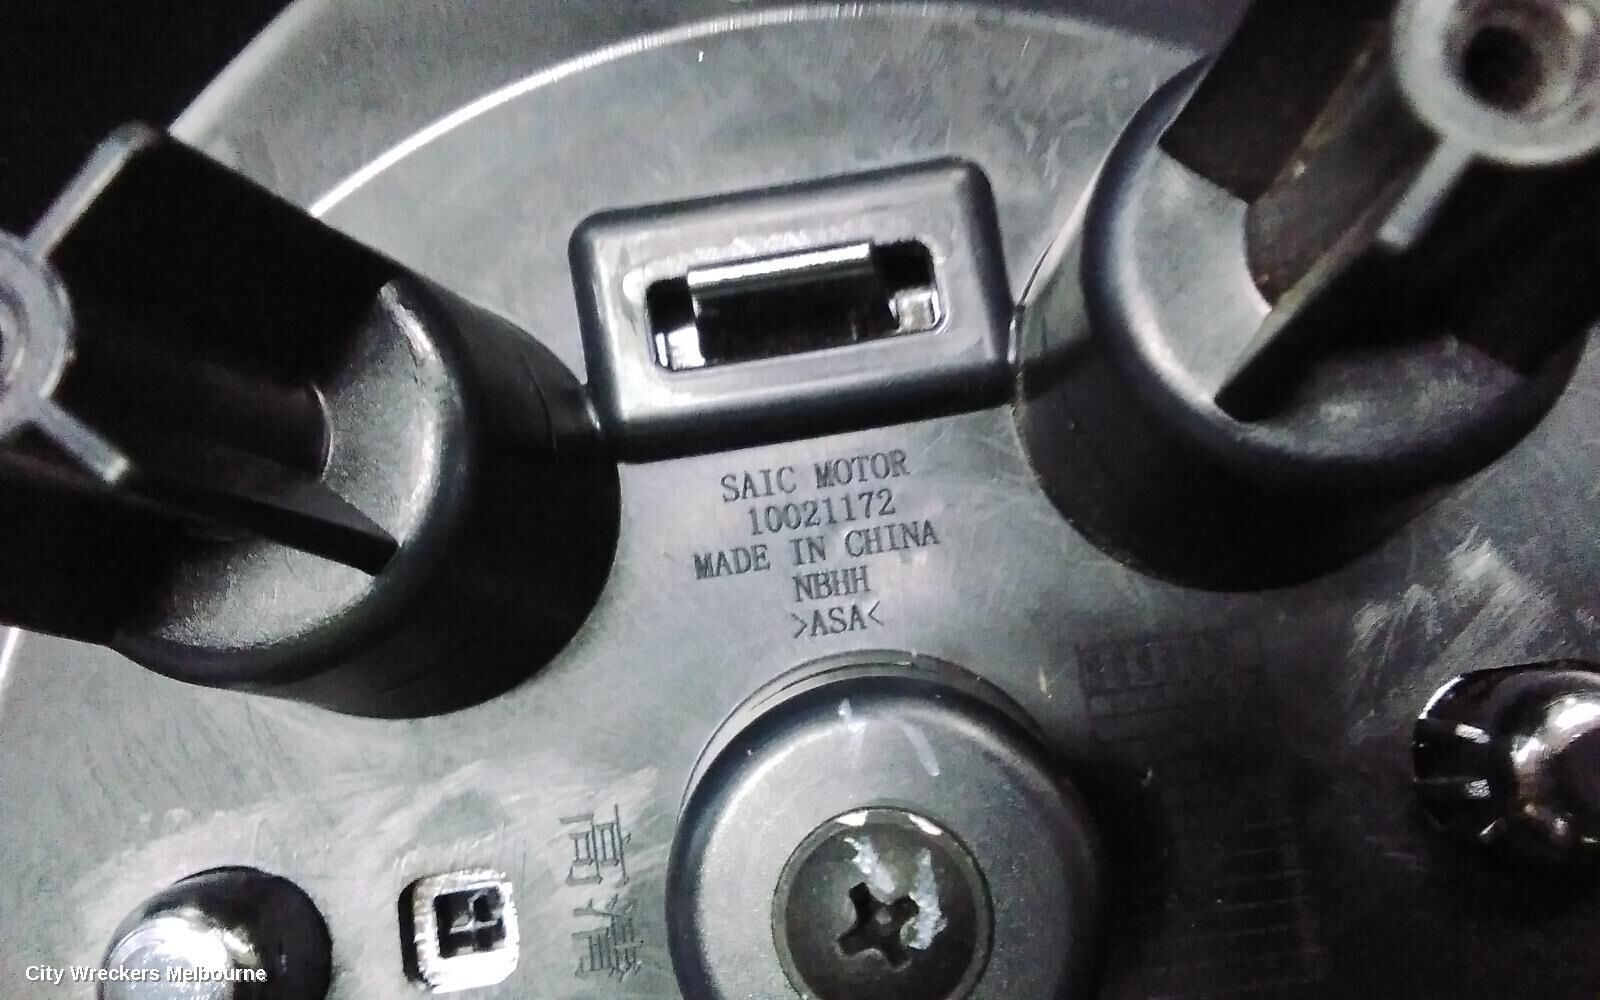 SAIC MOTOR
10021172
MADE IN CHINA
NBHH
>ASA<
City Wreckers Melbourne